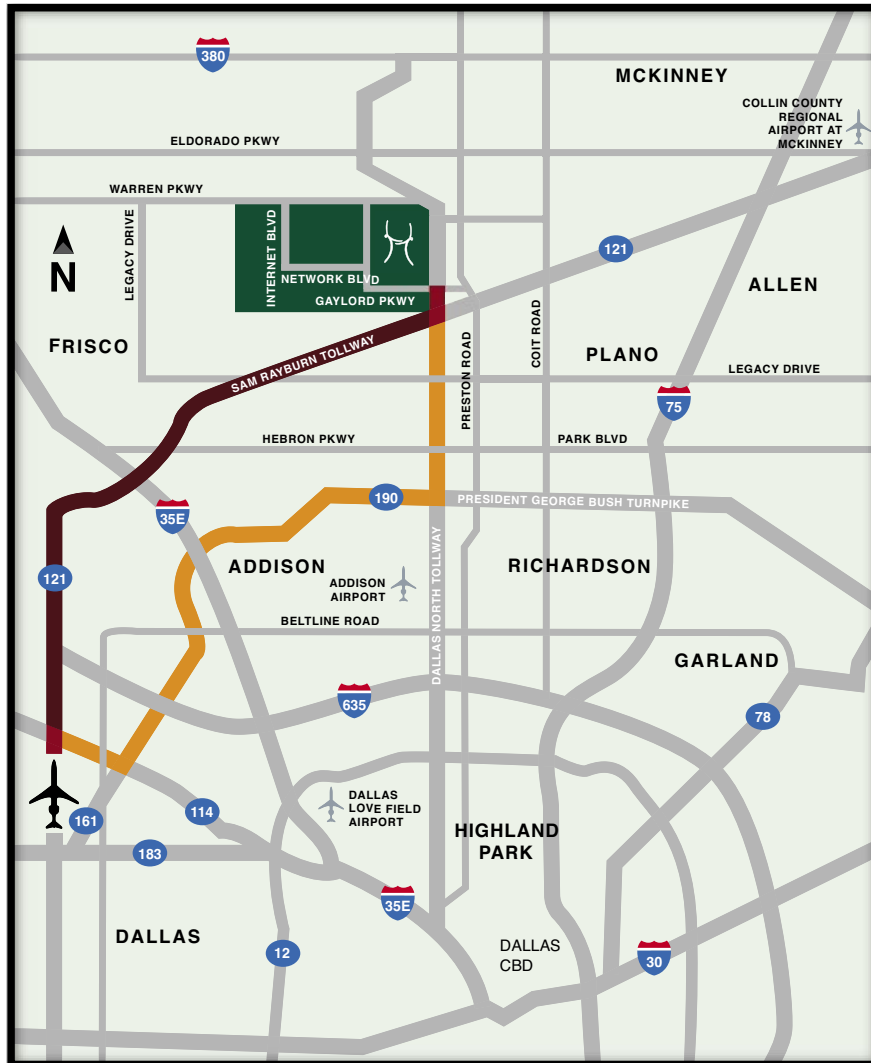 380
MCKINNEY
COLLIN COUNTY
REGIONAL
AIRPORT AT
MCKINNEY
ELDORADO PKWY
WARREN PKWY
LEGACY DRIVE
INTERNET BLVD
NETWORK BLVD
GAYLORD PKWY
N
121
ALLEN
FRISCO
SAM RAYBURN TOLLWAY
PRESTON ROAD
COIT ROAD
PLANO
LEGACY DRIVE
75
HEBRON PKWY
PARK BLVD
190
PRESIDENT GEORGE BUSH TURNPIKE
35E
121
ADDISON
ADDISON
AIRPORT
DALLAS NORTH TOLLWAY
RICHARDSON
BELTLINE ROAD
GARLAND
635
78
DALLAS
LOVE FIELD
AIRPORT
161
114
183
HIGHLAND
PARK
35E
DALLAS
12
DALLAS
CBD
30